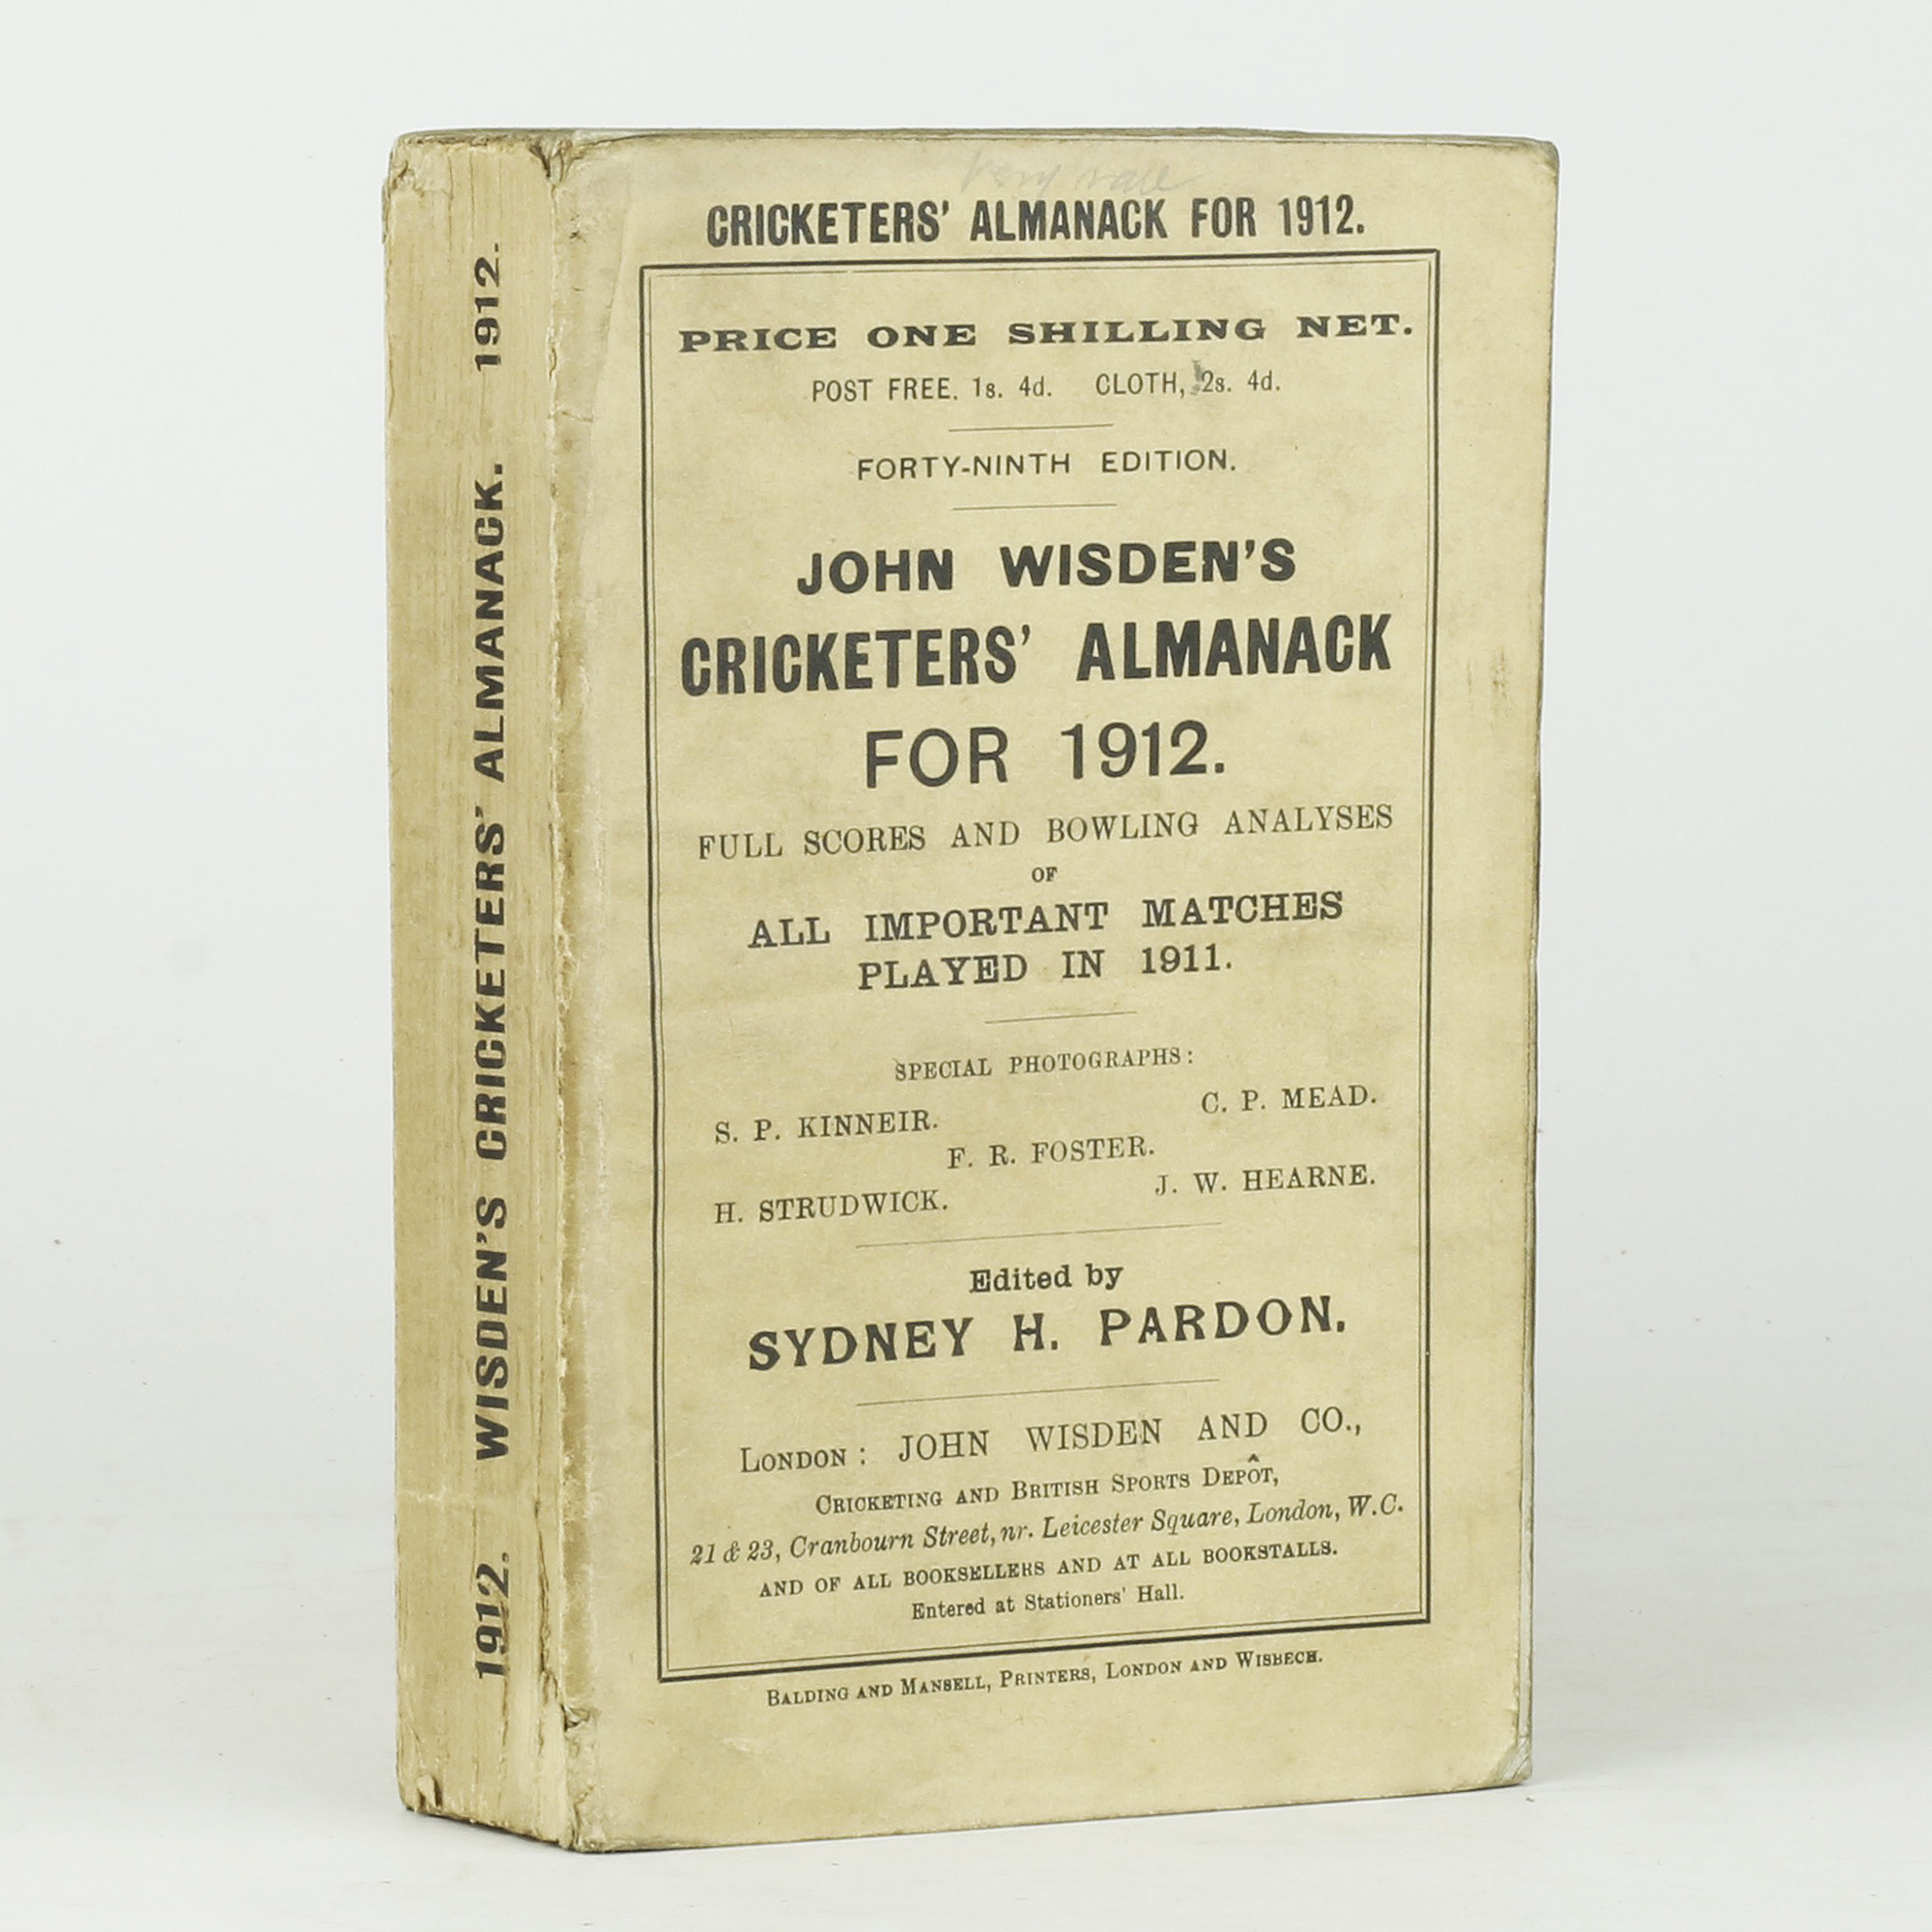 1912. WISDEN'S CRICKETERS' ALMANACK. 1912.
Very rare
CRICKETERS' ALMANACK FOR 1912.
PRICE ONE SHILLING NET.
POST FREE. 1s. 4d. CLOTH, 2s. 4d.
FORTY-NINTH EDITION.
JOHN WISDEN'S
CRICKETERS' ALMANACK
FOR 1912.
FULL SCORES AND BOWLING ANALYSES
OF
ALL IMPORTANT MATCHES
PLAYED IN 1911.
SPECIAL PHOTOGRAPHS:
S. P. KINNEIR. C. P. MEAD.
F. R. FOSTER.
H. STRUDWICK. J. W. HEARNE.
Edited by
SYDNEY H. PARDON.
LONDON: JOHN WISDEN AND CO.,
CRICKETING AND BRITISH SPORTS DEPÔT,
21 & 23, Cranbourn Street, nr. Leicester Square, London, W.C.
AND OF ALL BOOKSELLERS AND AT ALL BOOKSTALLS.
Entered at Stationers' Hall.
BALDING AND MANSELL, PRINTERS, LONDON AND WISBECH.